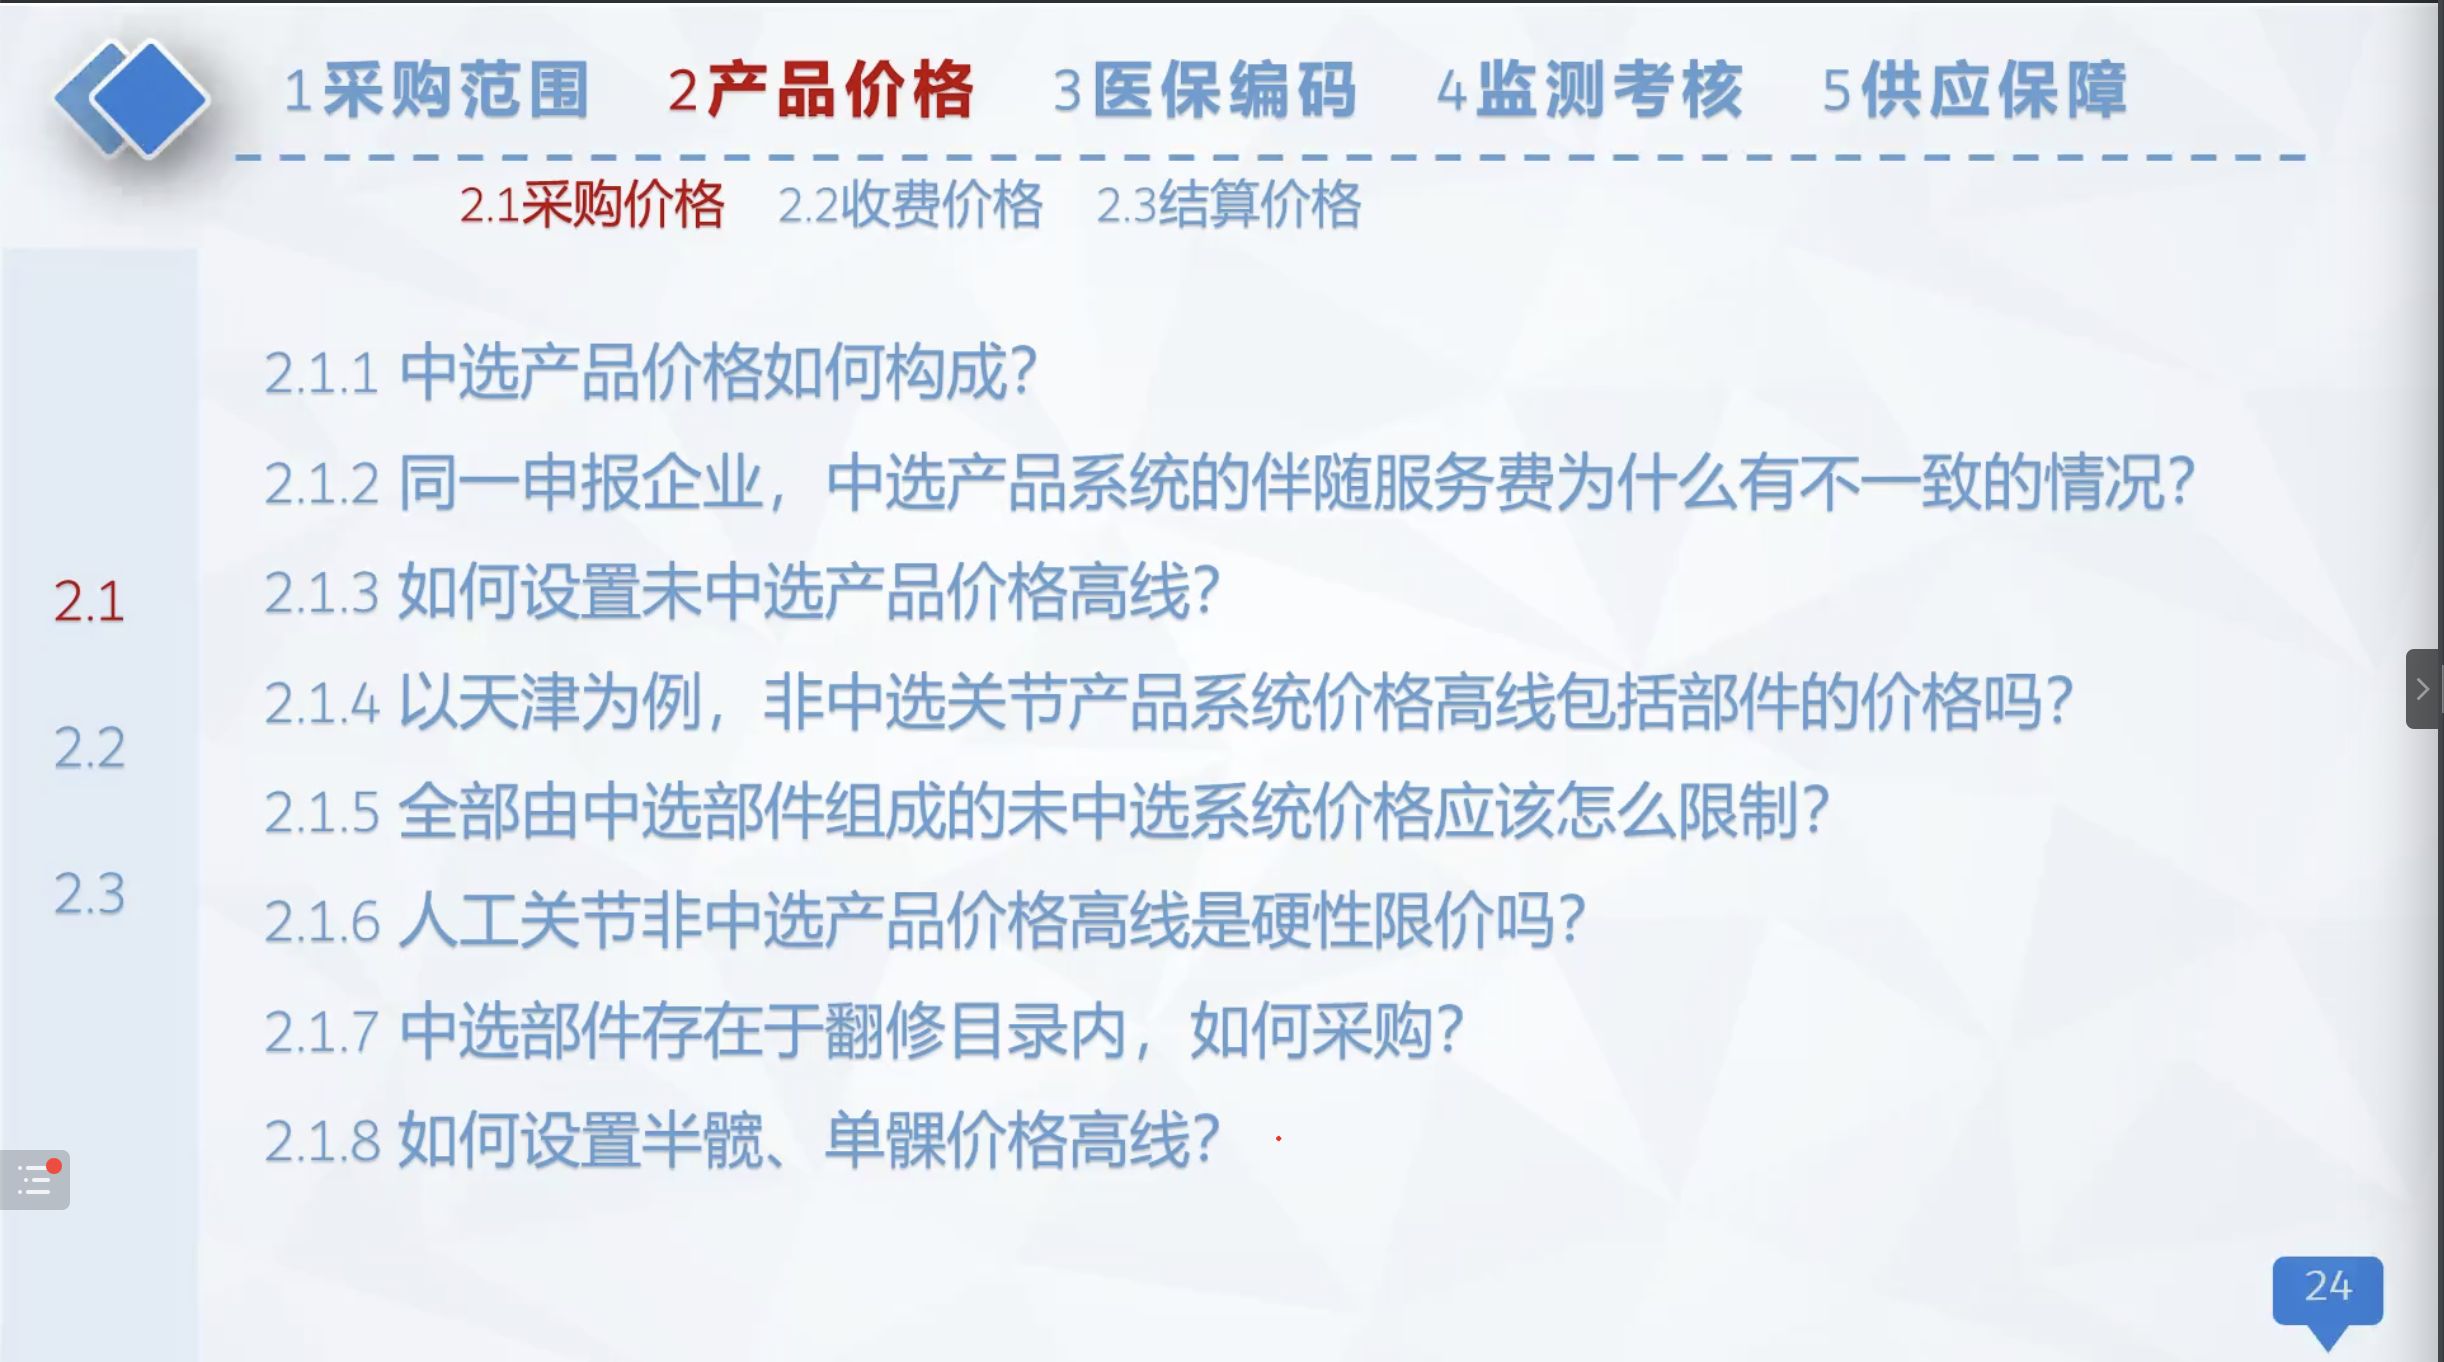 1采购范围 2产品价格 3医保编码 4监测考核 5供应保障
2.1采购价格 2.2收费价格 2.3结算价格
2.1
2.2
2.3
2.1.1 中选产品价格如何构成?
2.1.2 同一申报企业，中选产品系统的伴随服务费为什么有不一致的情况?
2.1.3 如何设置未中选产品价格高线?
2.1.4 以天津为例，非中选关节产品系统价格高线包括部件的价格吗?
2.1.5 全部由中选部件组成的未中选系统价格应该怎么限制?
2.1.6 人工关节非中选产品价格高线是硬性限价吗?
2.1.7 中选部件存在于翻修目录内，如何采购?
2.1.8 如何设置半髋、单髁价格高线?
24